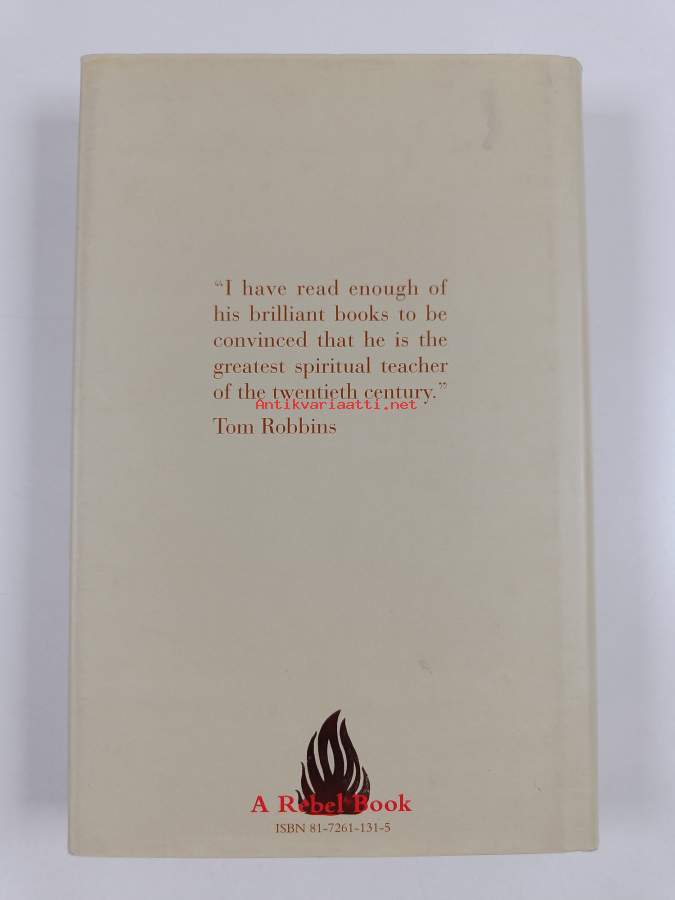 “I have read enough of
his brilliant books to be
convinced that he is the
greatest spiritual teacher
of the twentieth century.”
Antikvariaatti.net
Tom Robbins
A Rebel Book
ISBN 81-7261-131-5